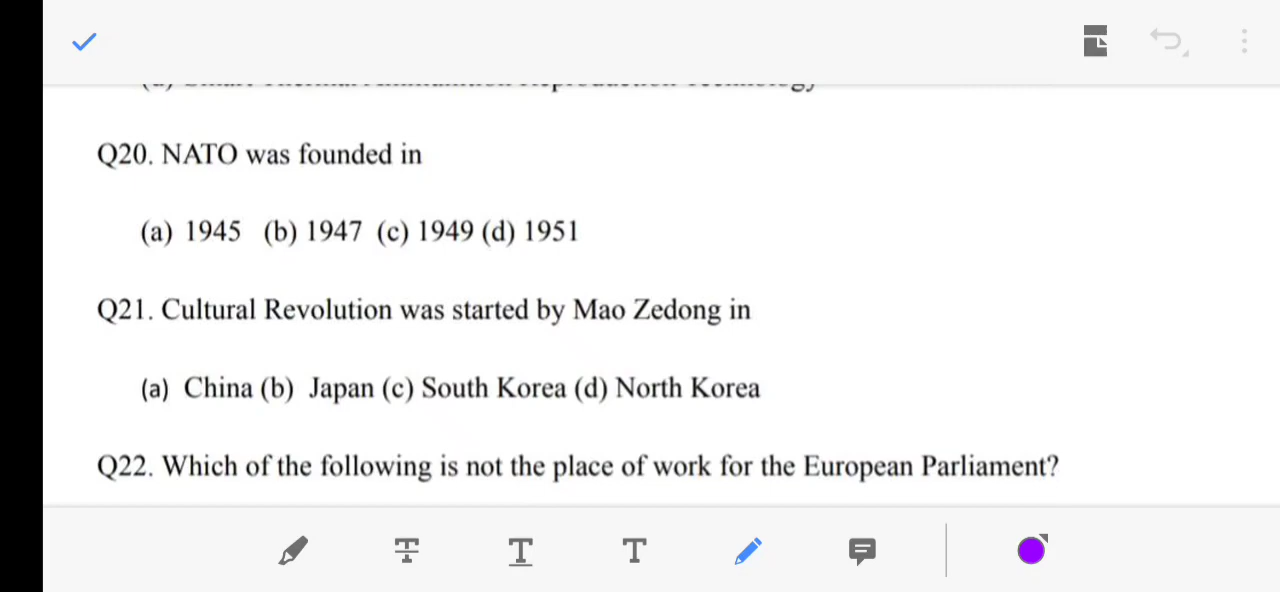 Q20. NATO was founded in
(a) 1945 (b) 1947 (c) 1949 (d) 1951
Q21. Cultural Revolution was started by Mao Zedong in
(a) China (b) Japan (c) South Korea (d) North Korea
Q22. Which of the following is not the place of work for the European Parliament?